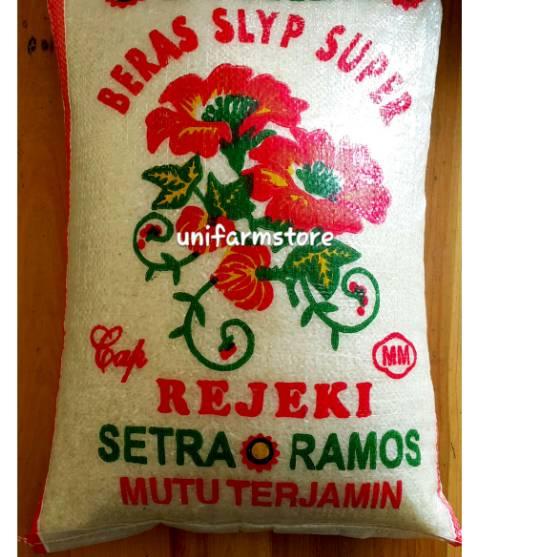 BERAS SLYP SUPER
unifarmstore
Cap
MM
REJEKI
SETRA RAMOS
MUTU TERJAMIN